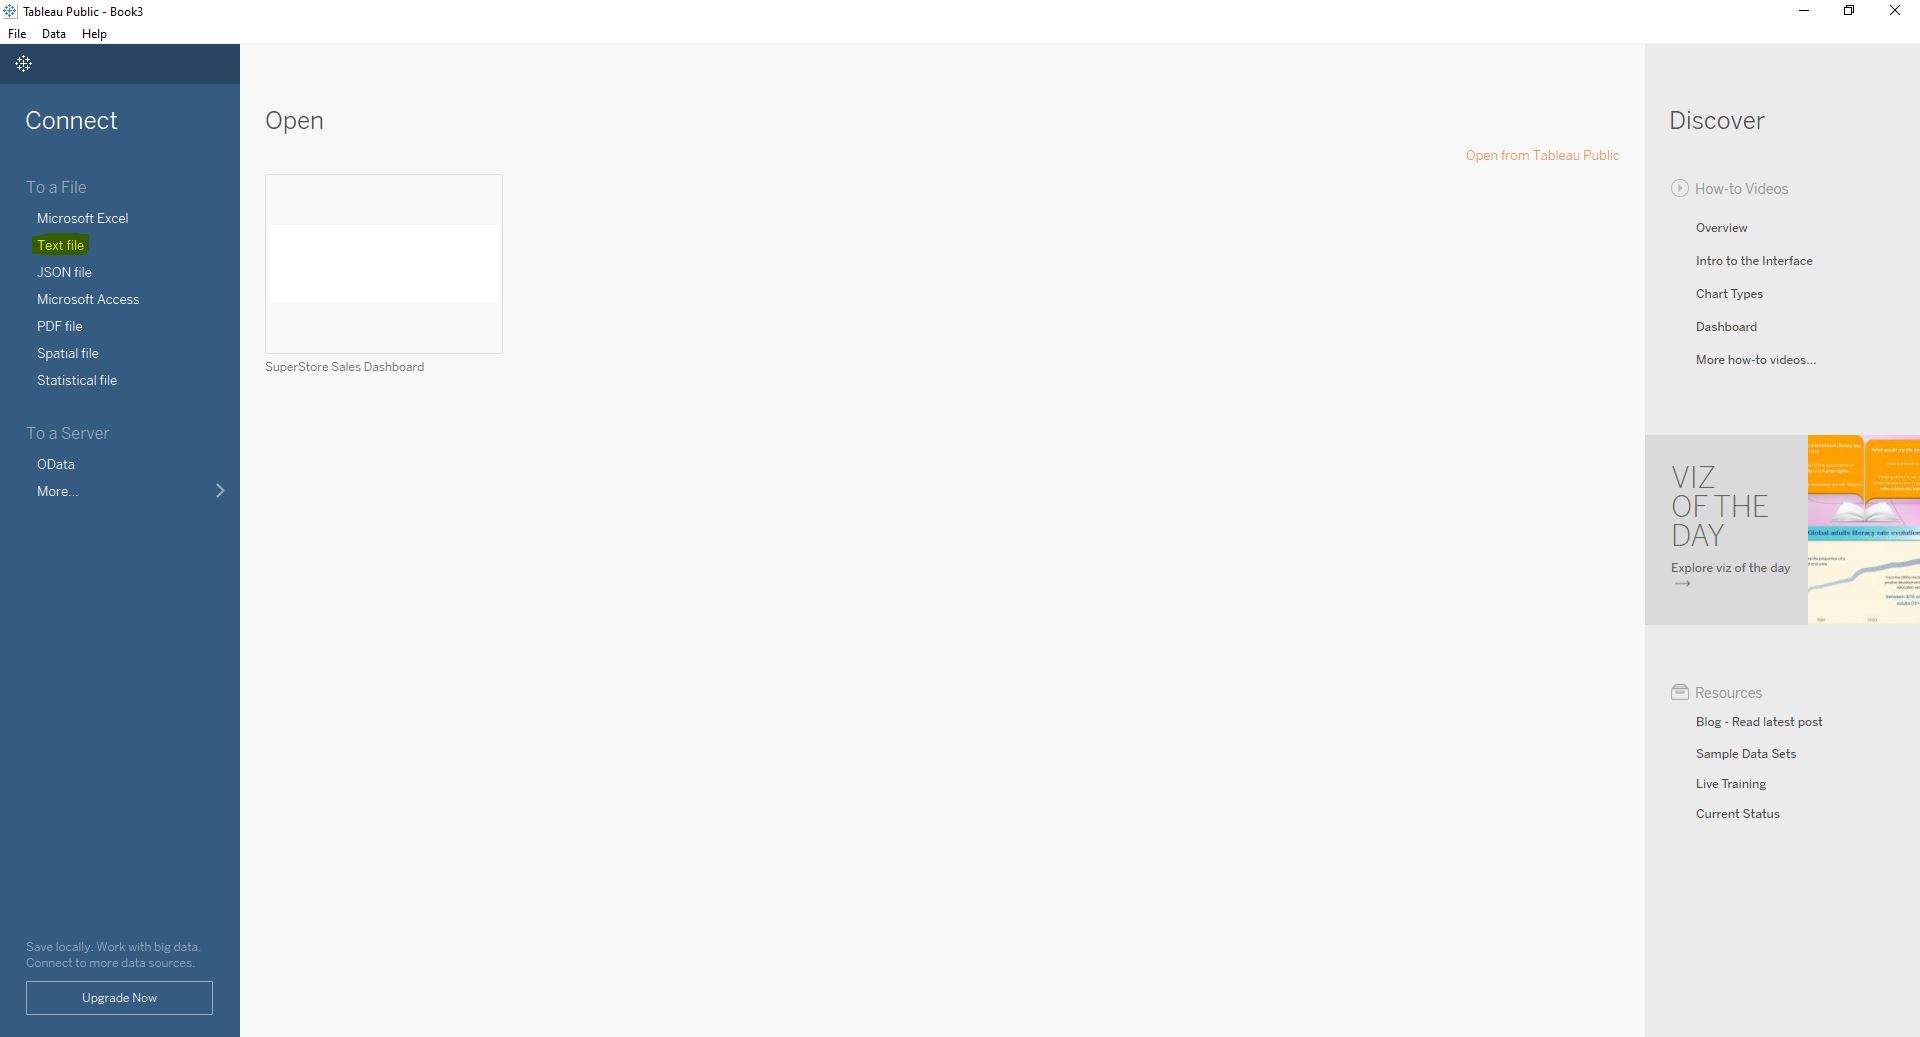 Tableau Public - Book3
File Data Help
Connect
To a File
Microsoft Excel
Text file
JSON file
Microsoft Access
PDF file
Spatial file
Statistical file
To a Server
OData
More...
Save locally. Work with big data.
Connect to more data sources.
Upgrade Now
Open
Open from Tableau Public
SuperStore Sales Dashboard
Discover
How-to Videos
Overview
Intro to the Interface
Chart Types
Dashboard
More how-to videos...
VIZ
OF THE
DAY
Explore viz of the day
Global adults literacy rate evolution
Resources
Blog - Read latest post
Sample Data Sets
Live Training
Current Status